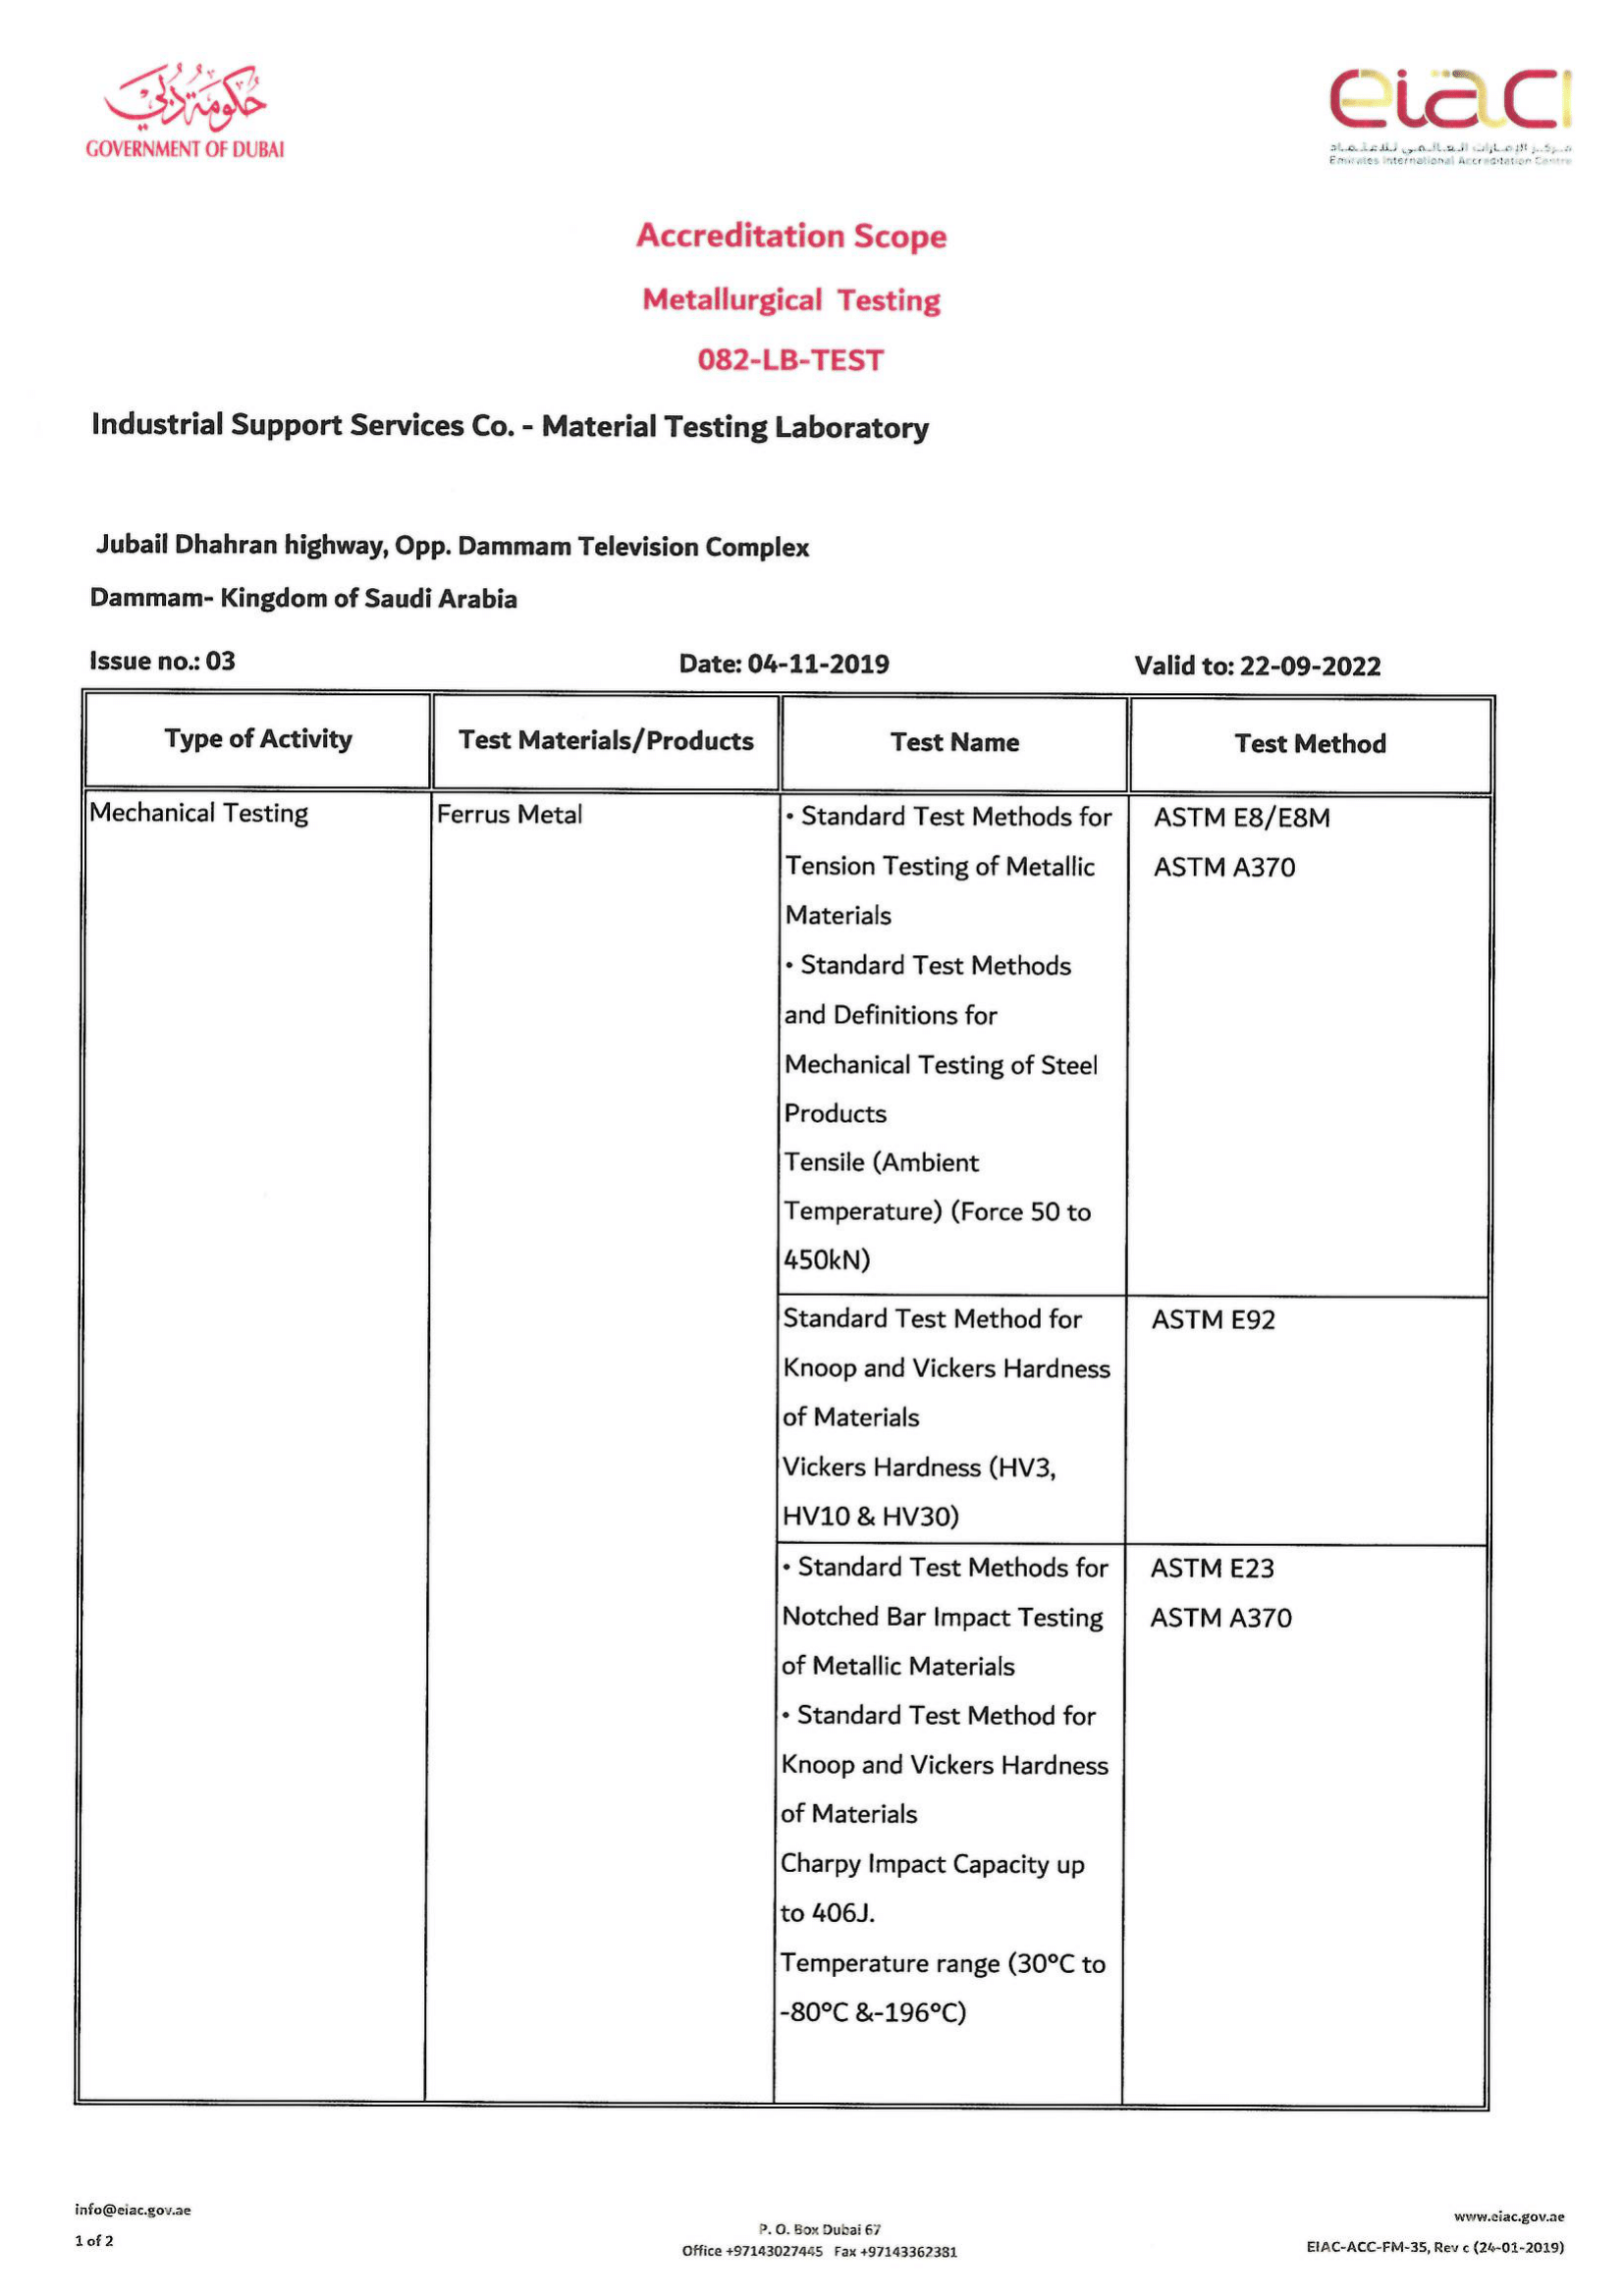 حكومة دبي
GOVERNMENT OF DUBAI
eiac
مركز الإمارات العالمي للاعتماد
Emirates International Accreditation Centre
Accreditation Scope
Metallurgical Testing
082-LB-TEST
Industrial Support Services Co. - Material Testing Laboratory
Jubail Dhahran highway, Opp. Dammam Television Complex
Dammam- Kingdom of Saudi Arabia
Issue no.: 03 Date: 04-11-2019 Valid to: 22-09-2022
Type of Activity Test Materials/Products Test Name Test Method
Mechanical Testing Ferrus Metal • Standard Test Methods for ASTM E8/E8M
Tension Testing of Metallic ASTM A370
Materials
• Standard Test Methods
and Definitions for
Mechanical Testing of Steel
Products
Tensile (Ambient
Temperature) (Force 50 to
450kN)
Standard Test Method for ASTM E92
Knoop and Vickers Hardness
of Materials
Vickers Hardness (HV3,
HV10 & HV30)
• Standard Test Methods for ASTM E23
Notched Bar Impact Testing ASTM A370
of Metallic Materials
• Standard Test Method for
Knoop and Vickers Hardness
of Materials
Charpy Impact Capacity up
to 406J.
Temperature range (30°C to
-80°C &-196°C)
info@eiac.gov.ae
1 of 2
P. O. Box Dubai 67
Office +97143027445 Fax +97143362381
www.eiac.gov.ae
EIAC-ACC-FM-35, Rev c (24-01-2019)